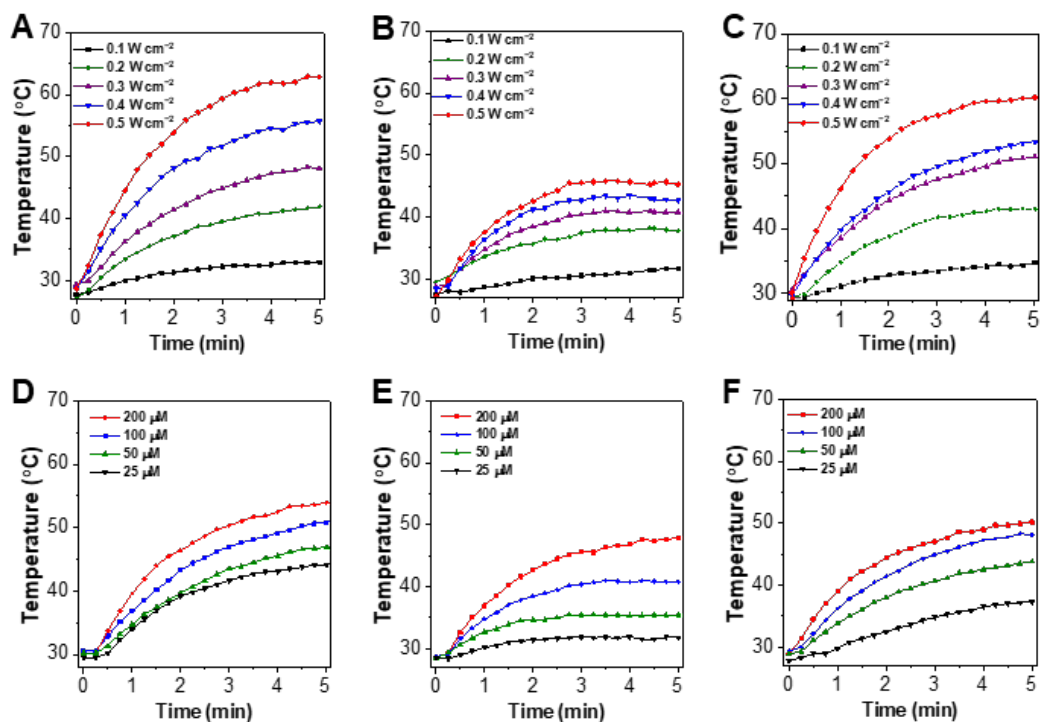 A
70
60
50
40
30
Temperature (°C)
0.1 W cm⁻²
0.2 W cm⁻²
0.3 W cm⁻²
0.4 W cm⁻²
0.5 W cm⁻²
0 1 2 3 4 5
Time (min)
B
70
60
50
40
30
Temperature (°C)
0.1 W cm⁻²
0.2 W cm⁻²
0.3 W cm⁻²
0.4 W cm⁻²
0.5 W cm⁻²
0 1 2 3 4 5
Time (min)
C
70
60
50
40
30
Temperature (°C)
0.1 W cm⁻²
0.2 W cm⁻²
0.3 W cm⁻²
0.4 W cm⁻²
0.5 W cm⁻²
0 1 2 3 4 5
Time (min)
D
70
60
50
40
30
Temperature (°C)
200 μM
100 μM
50 μM
25 μM
0 1 2 3 4 5
Time (min)
E
70
60
50
40
30
Temperature (°C)
200 μM
100 μM
50 μM
25 μM
0 1 2 3 4 5
Time (min)
F
70
60
50
40
30
Temperature (°C)
200 μM
100 μM
50 μM
25 μM
0 1 2 3 4 5
Time (min)